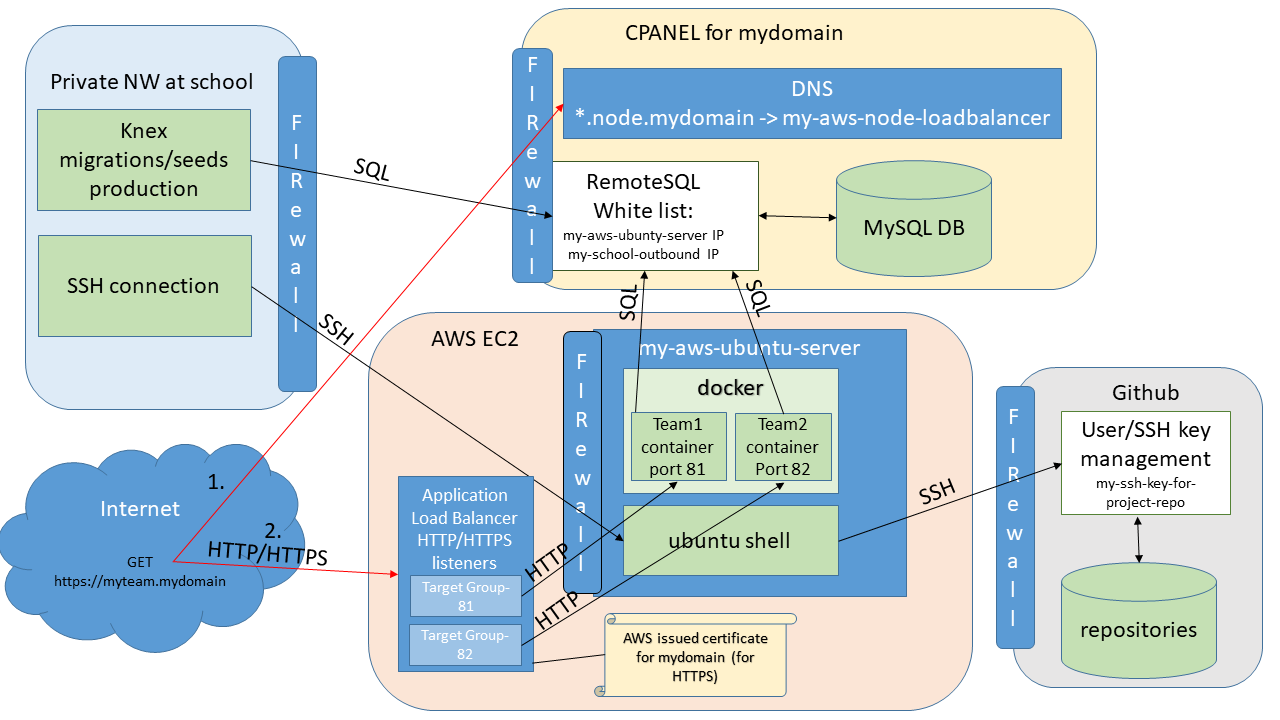 Private NW at school
Knex
migrations/seeds
production
SSH connection
F
I
R
e
w
a
l
l
SQL
SSH
CPANEL for mydomain
F
I
R
e
w
a
l
l
DNS
*.node.mydomain -> my-aws-node-loadbalancer
RemoteSQL
White list:
my-aws-ubunty-server IP
my-school-outbound IP
MySQL DB
SQL
SQL
AWS EC2
F
I
R
e
w
a
l
l
my-aws-ubuntu-server
docker
Team1
container
port 81
Team2
container
Port 82
ubuntu shell
Application
Load Balancer
HTTP/HTTPS
listeners
Target Group-
81
Target Group-
82
HTTP
HTTP
AWS issued certificate
for mydomain (for
HTTPS)
Internet
GET
https://myteam.mydomain
1.
2.
HTTP/HTTPS
SSH
Github
F
I
R
e
w
a
l
l
User/SSH key
management
my-ssh-key-for-
project-repo
repositories